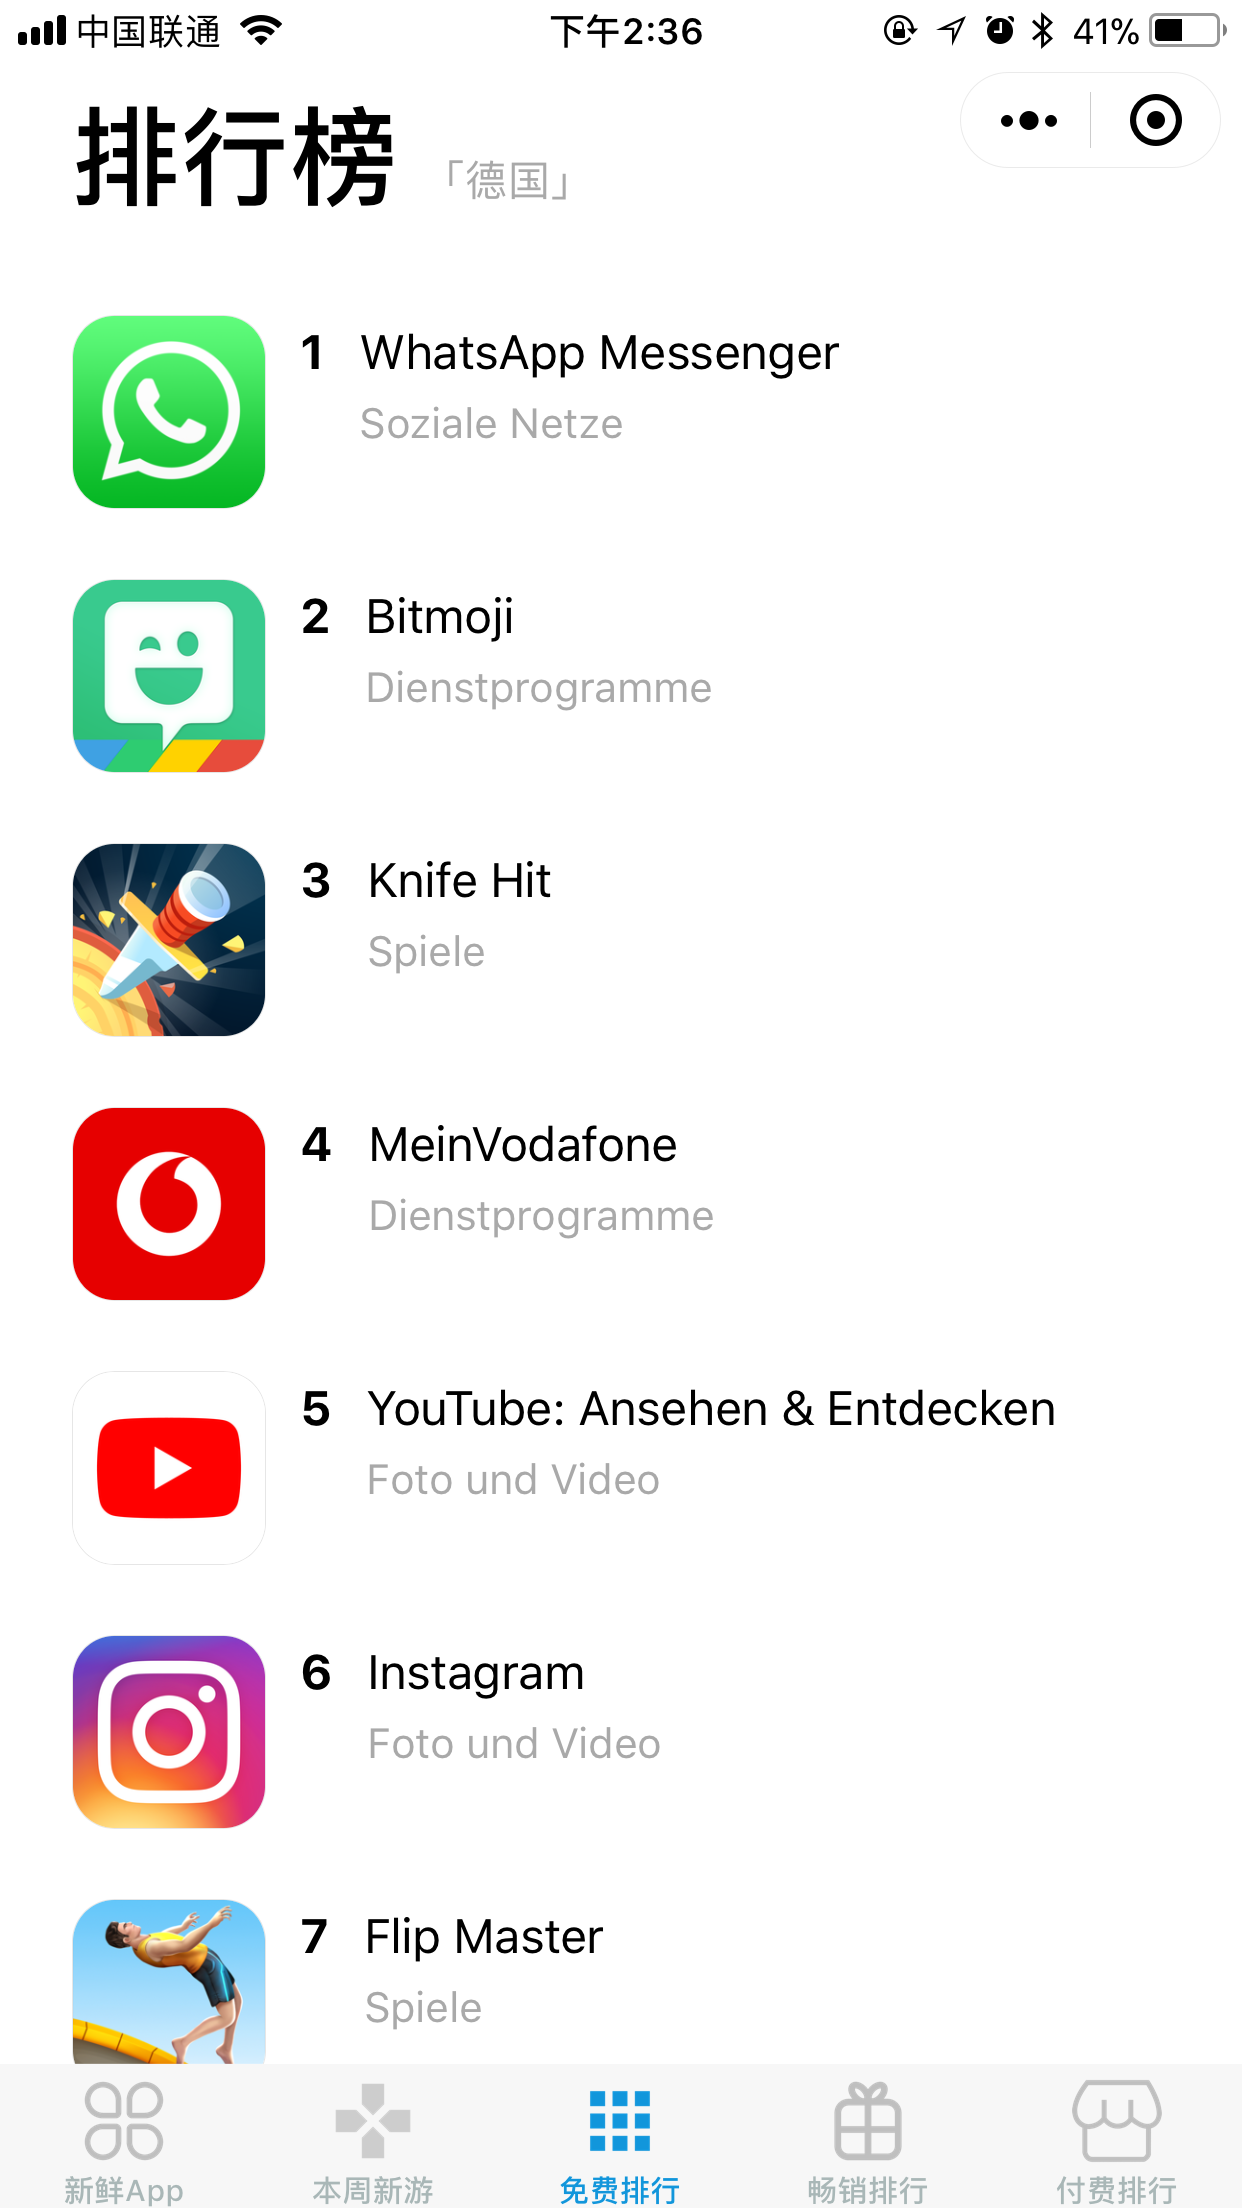 中国联通 下午2:36 41%
排行榜 「德国」
1 WhatsApp Messenger
Soziale Netze
2 Bitmoji
Dienstprogramme
3 Knife Hit
Spiele
4 MeinVodafone
Dienstprogramme
5 YouTube: Ansehen & Entdecken
Foto und Video
6 Instagram
Foto und Video
7 Flip Master
Spiele
新鲜App 本周新游 免费排行 畅销排行 付费排行